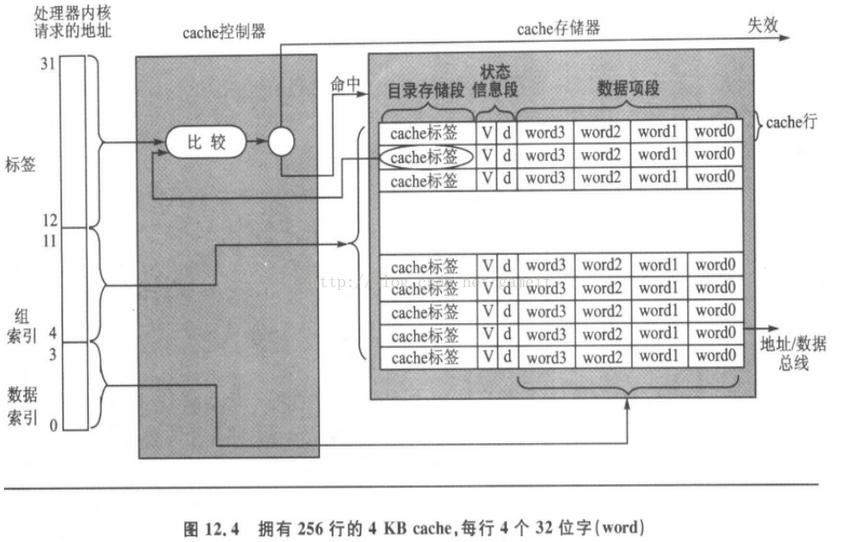 处理器内核
请求的地址
cache控制器
cache存储器
失效
31
命中
目录存储段
状态
信息段
数据项段
cache行
比 较
cache标签 V d word3 word2 word1 word0
cache标签 V d word3 word2 word1 word0
cache标签 V d word3 word2 word1 word0
标签
12
11
cache标签 V d word3 word2 word1 word0
cache标签 V d word3 word2 word1 word0
cache标签 V d word3 word2 word1 word0
cache标签 V d word3 word2 word1 word0
cache标签 V d word3 word2 word1 word0
组
索引
4
3
地址/数据
总线
数据
索引
0
图 12.4 拥有 256 行的 4 KB cache,每行 4 个 32 位字(word)